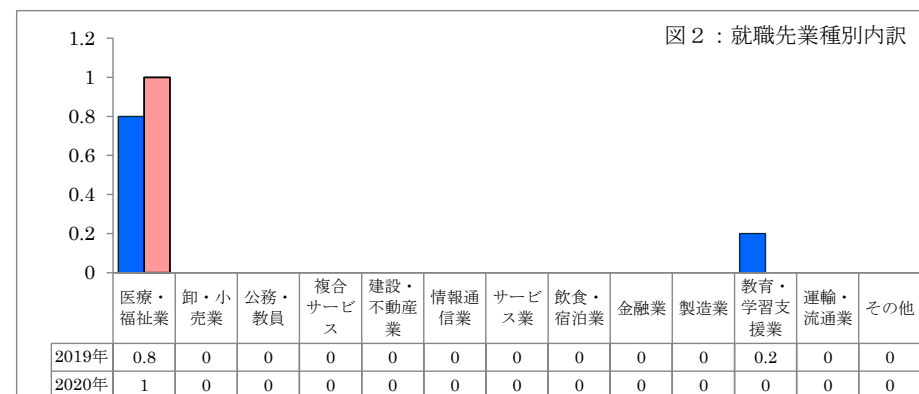 図２：就職先業種別内訳
1.2
1
0.8
0.6
0.4
0.2
0
医療・
福祉業
卸・小
売業
公務・
教員
複合
サービ
ス
建設・
不動産
業
情報通
信業
サービ
ス業
飲食・
宿泊業
金融業
製造業
教育・
学習支
援業
運輸・
流通業
その他
2019年 0.8 0 0 0 0 0 0 0 0 0 0.2 0 0
2020年 1 0 0 0 0 0 0 0 0 0 0 0 0